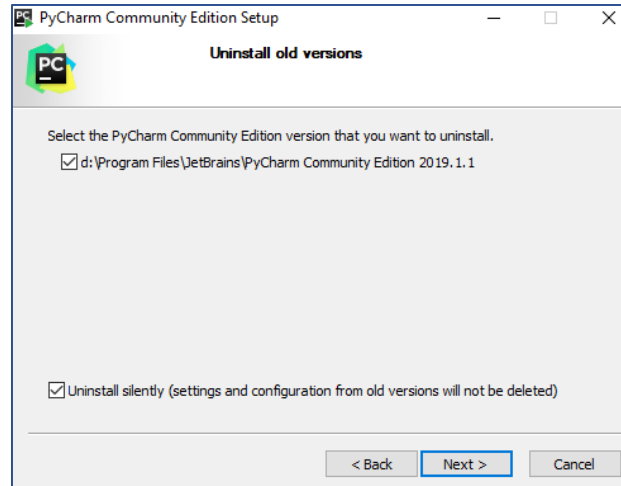 PyCharm Community Edition Setup
PC
Uninstall old versions
Select the PyCharm Community Edition version that you want to uninstall.
d:\Program Files\JetBrains\PyCharm Community Edition 2019.1.1
Uninstall silently (settings and configuration from old versions will not be deleted)
< Back Next > Cancel